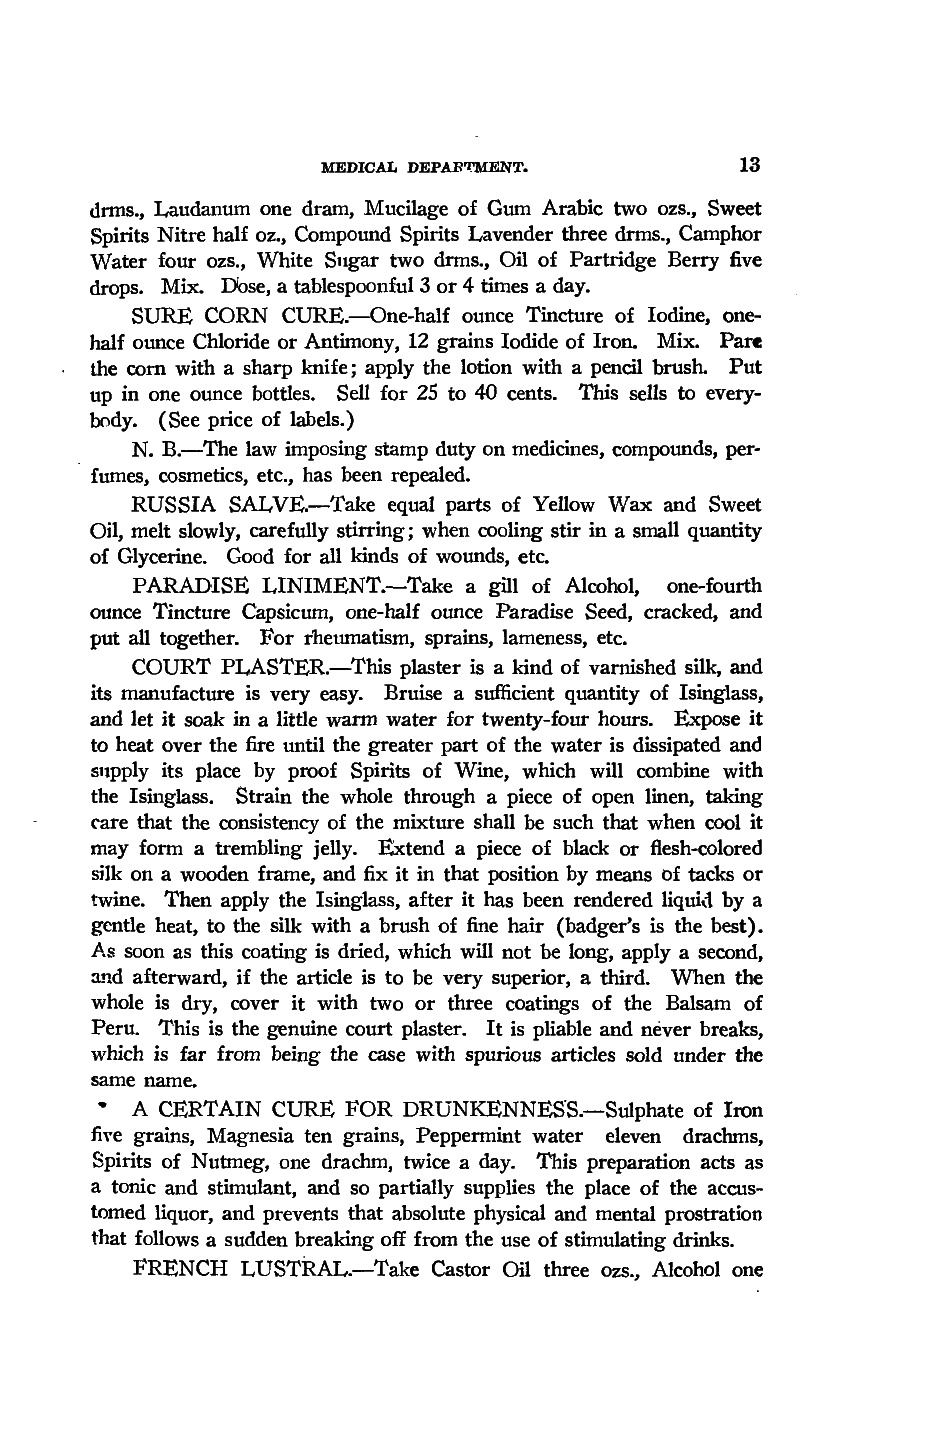 MEDICAL DEPARTMENT. 13
drms., Laudanum one dram, Mucilage of Gum Arabic two ozs., Sweet
Spirits Nitre half oz., Compound Spirits Lavender three drms., Camphor
Water four ozs., White Sugar two drms., Oil of Partridge Berry five
drops. Mix. Dose, a tablespoonful 3 or 4 times a day.
SURE CORN CURE.—One-half ounce Tincture of Iodine, one-
half ounce Chloride or Antimony, 12 grains Iodide of Iron. Mix. Pare
the corn with a sharp knife; apply the lotion with a pencil brush. Put
up in one ounce bottles. Sell for 25 to 40 cents. This sells to every-
body. (See price of labels.)
N. B.—The law imposing stamp duty on medicines, compounds, per-
fumes, cosmetics, etc., has been repealed.
RUSSIA SALVE.—Take equal parts of Yellow Wax and Sweet
Oil, melt slowly, carefully stirring; when cooling stir in a small quantity
of Glycerine. Good for all kinds of wounds, etc.
PARADISE LINIMENT.—Take a gill of Alcohol, one-fourth
ounce Tincture Capsicum, one-half ounce Paradise Seed, cracked, and
put all together. For rheumatism, sprains, lameness, etc.
COURT PLASTER.—This plaster is a kind of varnished silk, and
its manufacture is very easy. Bruise a sufficient quantity of Isinglass,
and let it soak in a little warm water for twenty-four hours. Expose it
to heat over the fire until the greater part of the water is dissipated and
supply its place by proof Spirits of Wine, which will combine with
the Isinglass. Strain the whole through a piece of open linen, taking
care that the consistency of the mixture shall be such that when cool it
may form a trembling jelly. Extend a piece of black or flesh-colored
silk on a wooden frame, and fix it in that position by means of tacks or
twine. Then apply the Isinglass, after it has been rendered liquid by a
gentle heat, to the silk with a brush of fine hair (badger's is the best).
As soon as this coating is dried, which will not be long, apply a second,
and afterward, if the article is to be very superior, a third. When the
whole is dry, cover it with two or three coatings of the Balsam of
Peru. This is the genuine court plaster. It is pliable and never breaks,
which is far from being the case with spurious articles sold under the
same name.
A CERTAIN CURE FOR DRUNKENNESS.—Sulphate of Iron
five grains, Magnesia ten grains, Peppermint water eleven drachms,
Spirits of Nutmeg, one drachm, twice a day. This preparation acts as
a tonic and stimulant, and so partially supplies the place of the accus-
tomed liquor, and prevents that absolute physical and mental prostration
that follows a sudden breaking off from the use of stimulating drinks.
FRENCH LUSTRAL.—Take Castor Oil three ozs., Alcohol one